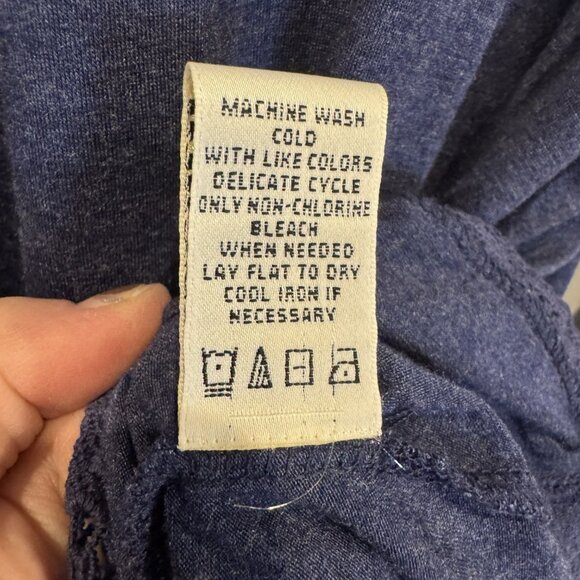 MACHINE WASH
COLD
WITH LIKE COLORS
DELICATE CYCLE
ONLY NON-CHLORINE
BLEACH
WHEN NEEDED
LAY FLAT TO DRY
COOL IRON IF
NECESSARY